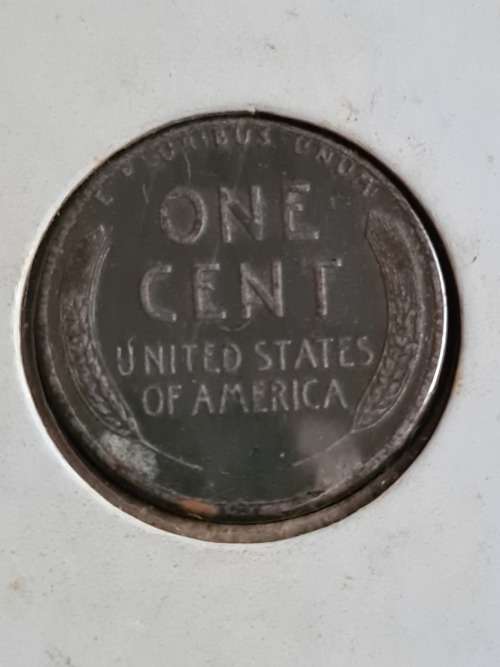 E PLURIBUS UNUM
ONE
CENT
UNITED STATES
OF AMERICA